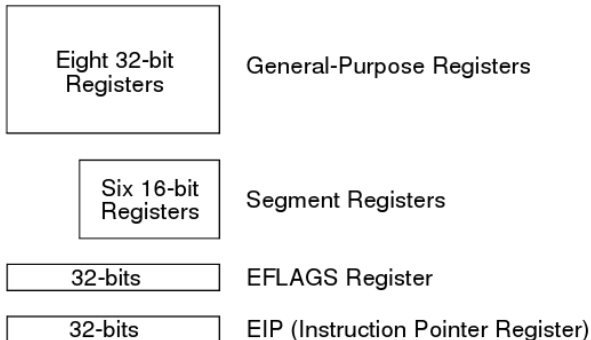 Eight 32-bit
Registers
General-Purpose Registers
Six 16-bit
Registers
Segment Registers
32-bits
EFLAGS Register
32-bits
EIP (Instruction Pointer Register)